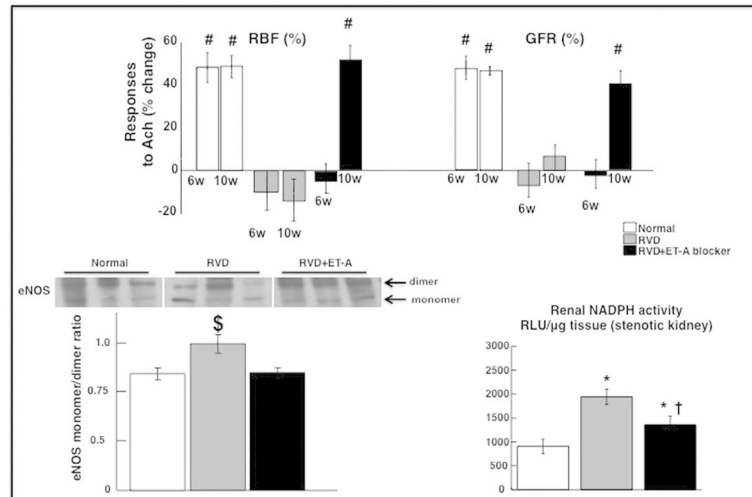 # # RBF (%)
# # GFR (%) #
#
Responses
to Ach (% change)
60
40
20
0
-20
6w 10w
6w 10w
6w
10w
6w 10w
6w
10w
6w
10w
Normal
RVD
RVD+ET-A blocker
Normal RVD RVD+ET-A
eNOS
dimer
monomer
eNOS monomer/dimer ratio
1.0
0.75
0.5
0
$
Renal NADPH activity
RLU/µg tissue (stenotic kidney)
3000
2500
2000
1500
1000
500
0
*
* †